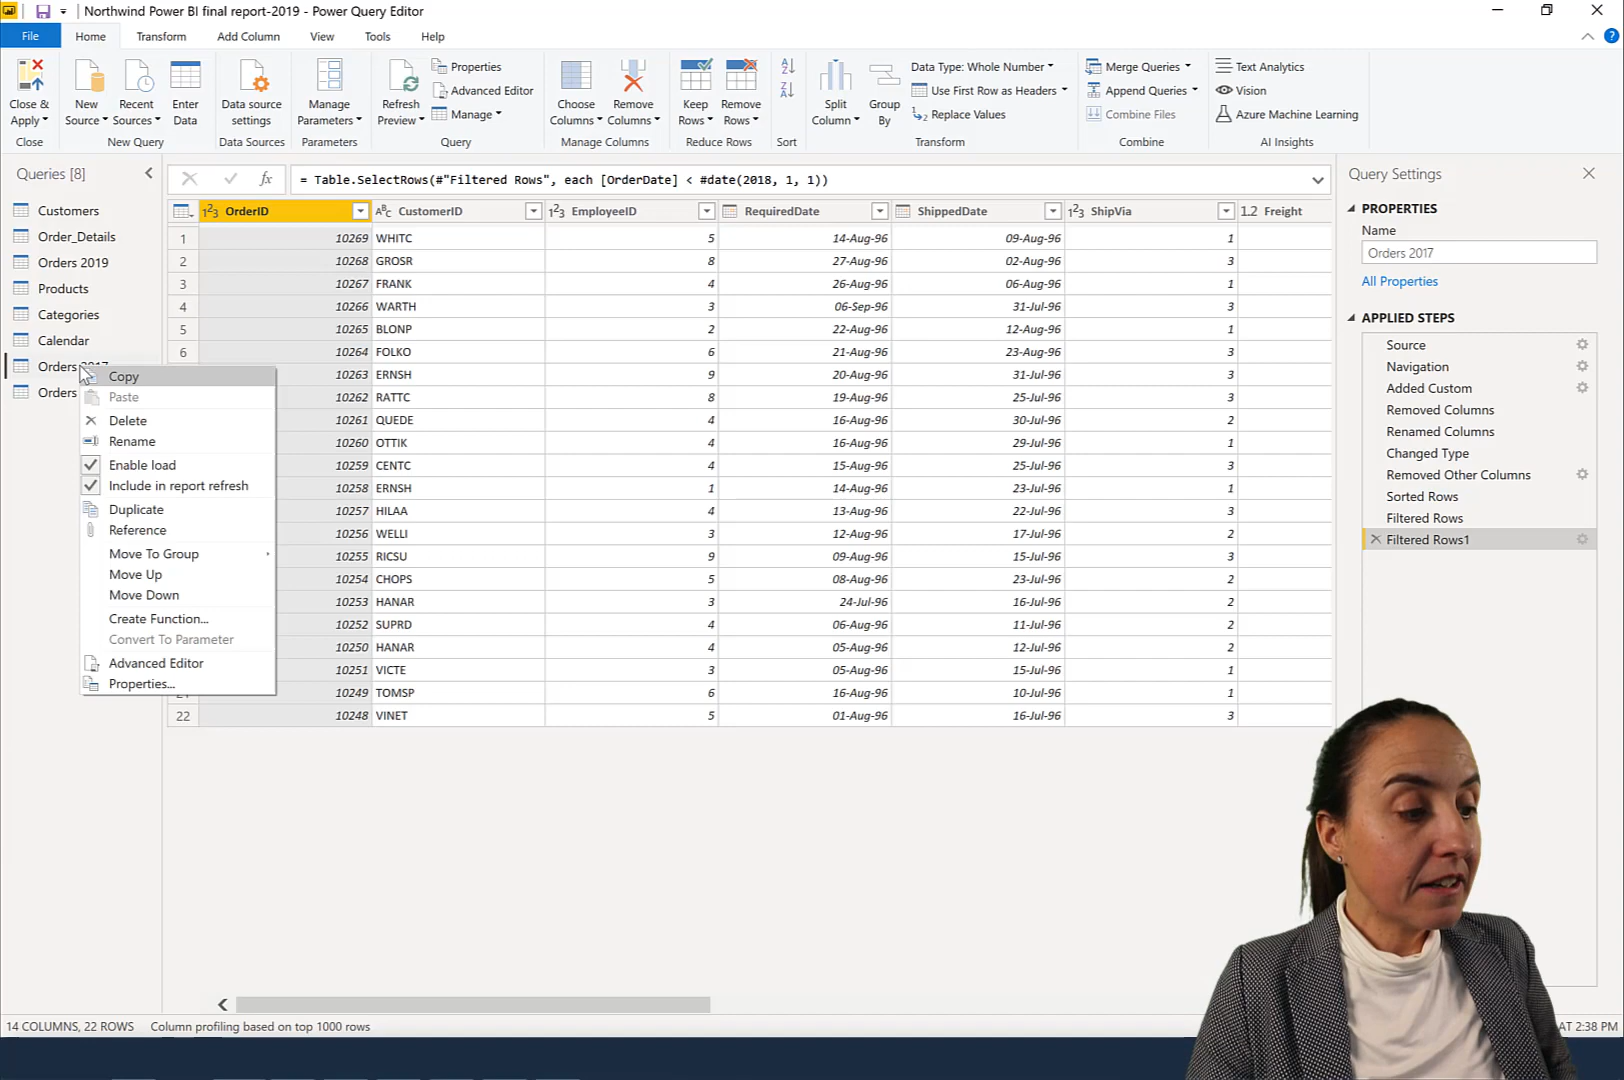 Northwind Power BI final report-2019 - Power Query Editor
File Home Transform Add Column View Tools Help
Close & Apply
New Source
Recent Sources
Enter Data
Data source settings
Manage Parameters
Refresh Preview
Properties
Advanced Editor
Manage
Choose Columns
Remove Columns
Keep Rows
Remove Rows
Split Column
Group By
Data Type: Whole Number
Use First Row as Headers
Replace Values
Merge Queries
Append Queries
Combine Files
Text Analytics
Vision
Azure Machine Learning
Close New Query Data Sources Parameters Query Manage Columns Reduce Rows Sort Transform Combine AI Insights
Queries [8]
Customers
Order_Details
Orders 2019
Products
Categories
Calendar
Orders 2017
Orders
Copy
Paste
Delete
Rename
Enable load
Include in report refresh
Duplicate
Reference
Move To Group
Move Up
Move Down
Create Function...
Convert To Parameter
Advanced Editor
Properties...
fx = Table.SelectRows(#"Filtered Rows", each [OrderDate] < #date(2018, 1, 1))
OrderID CustomerID EmployeeID RequiredDate ShippedDate ShipVia Freight
1 10269 WHITC 5 14-Aug-96 09-Aug-96 1
2 10268 GROSR 8 27-Aug-96 02-Aug-96 3
3 10267 FRANK 4 26-Aug-96 06-Aug-96 1
4 10266 WARTH 3 06-Sep-96 31-Jul-96 3
5 10265 BLONP 2 22-Aug-96 12-Aug-96 1
6 10264 FOLKO 6 21-Aug-96 23-Aug-96 3
10263 ERNSH 9 20-Aug-96 31-Jul-96 3
10262 RATTC 8 19-Aug-96 25-Jul-96 3
10261 QUEDE 4 16-Aug-96 30-Jul-96 2
10260 OTTIK 4 16-Aug-96 29-Jul-96 1
10259 CENTC 4 15-Aug-96 25-Jul-96 3
10258 ERNSH 1 14-Aug-96 23-Jul-96 1
10257 HILAA 4 13-Aug-96 22-Jul-96 3
10256 WELLI 3 12-Aug-96 17-Jul-96 2
10255 RICSU 9 09-Aug-96 15-Jul-96 3
10254 CHOPS 5 08-Aug-96 23-Jul-96 2
10253 HANAR 3 24-Jul-96 16-Jul-96 2
10252 SUPRD 4 06-Aug-96 11-Jul-96 2
10250 HANAR 4 05-Aug-96 12-Jul-96 2
10251 VICTE 3 05-Aug-96 15-Jul-96 1
10249 TOMSP 6 16-Aug-96 10-Jul-96 1
22 10248 VINET 5 01-Aug-96 16-Jul-96 3
Query Settings
PROPERTIES
Name
Orders 2017
All Properties
APPLIED STEPS
Source
Navigation
Added Custom
Removed Columns
Renamed Columns
Changed Type
Removed Other Columns
Sorted Rows
Filtered Rows
Filtered Rows1
14 COLUMNS, 22 ROWS Column profiling based on top 1000 rows AT 2:38 PM